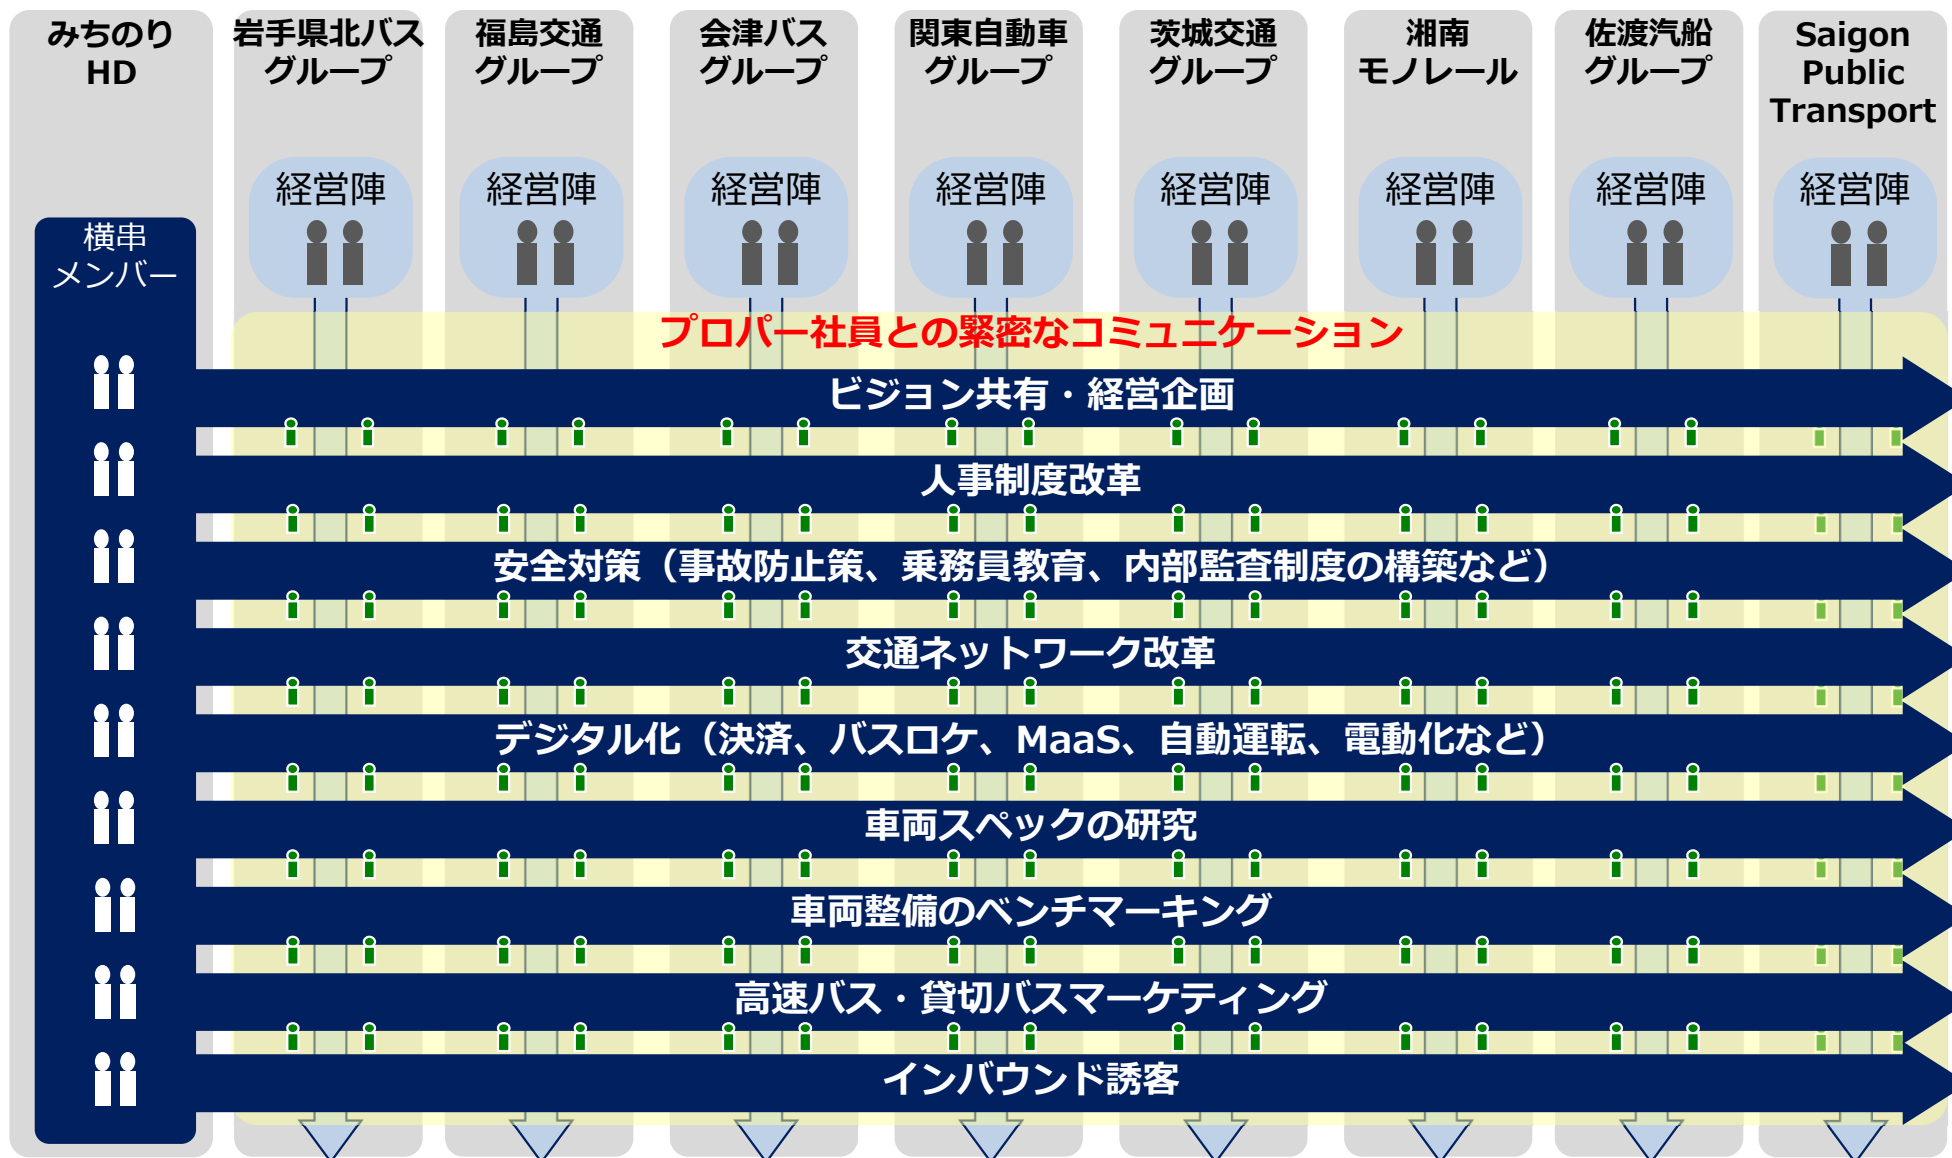 みちのり
HD
岩手県北バス
グループ
福島交通
グループ
会津バス
グループ
関東自動車
グループ
茨城交通
グループ
湘南
モノレール
佐渡汽船
グループ
Saigon
Public
Transport
経営陣
経営陣
経営陣
経営陣
経営陣
経営陣
経営陣
経営陣
横串
メンバー
プロパー社員との緊密なコミュニケーション
ビジョン共有・経営企画
人事制度改革
安全対策（事故防止策、乗務員教育、内部監査制度の構築など）
交通ネットワーク改革
デジタル化（決済、バスロケ、MaaS、自動運転、電動化など）
車両スペックの研究
車両整備のベンチマーキング
高速バス・貸切バスマーケティング
インバウンド誘客